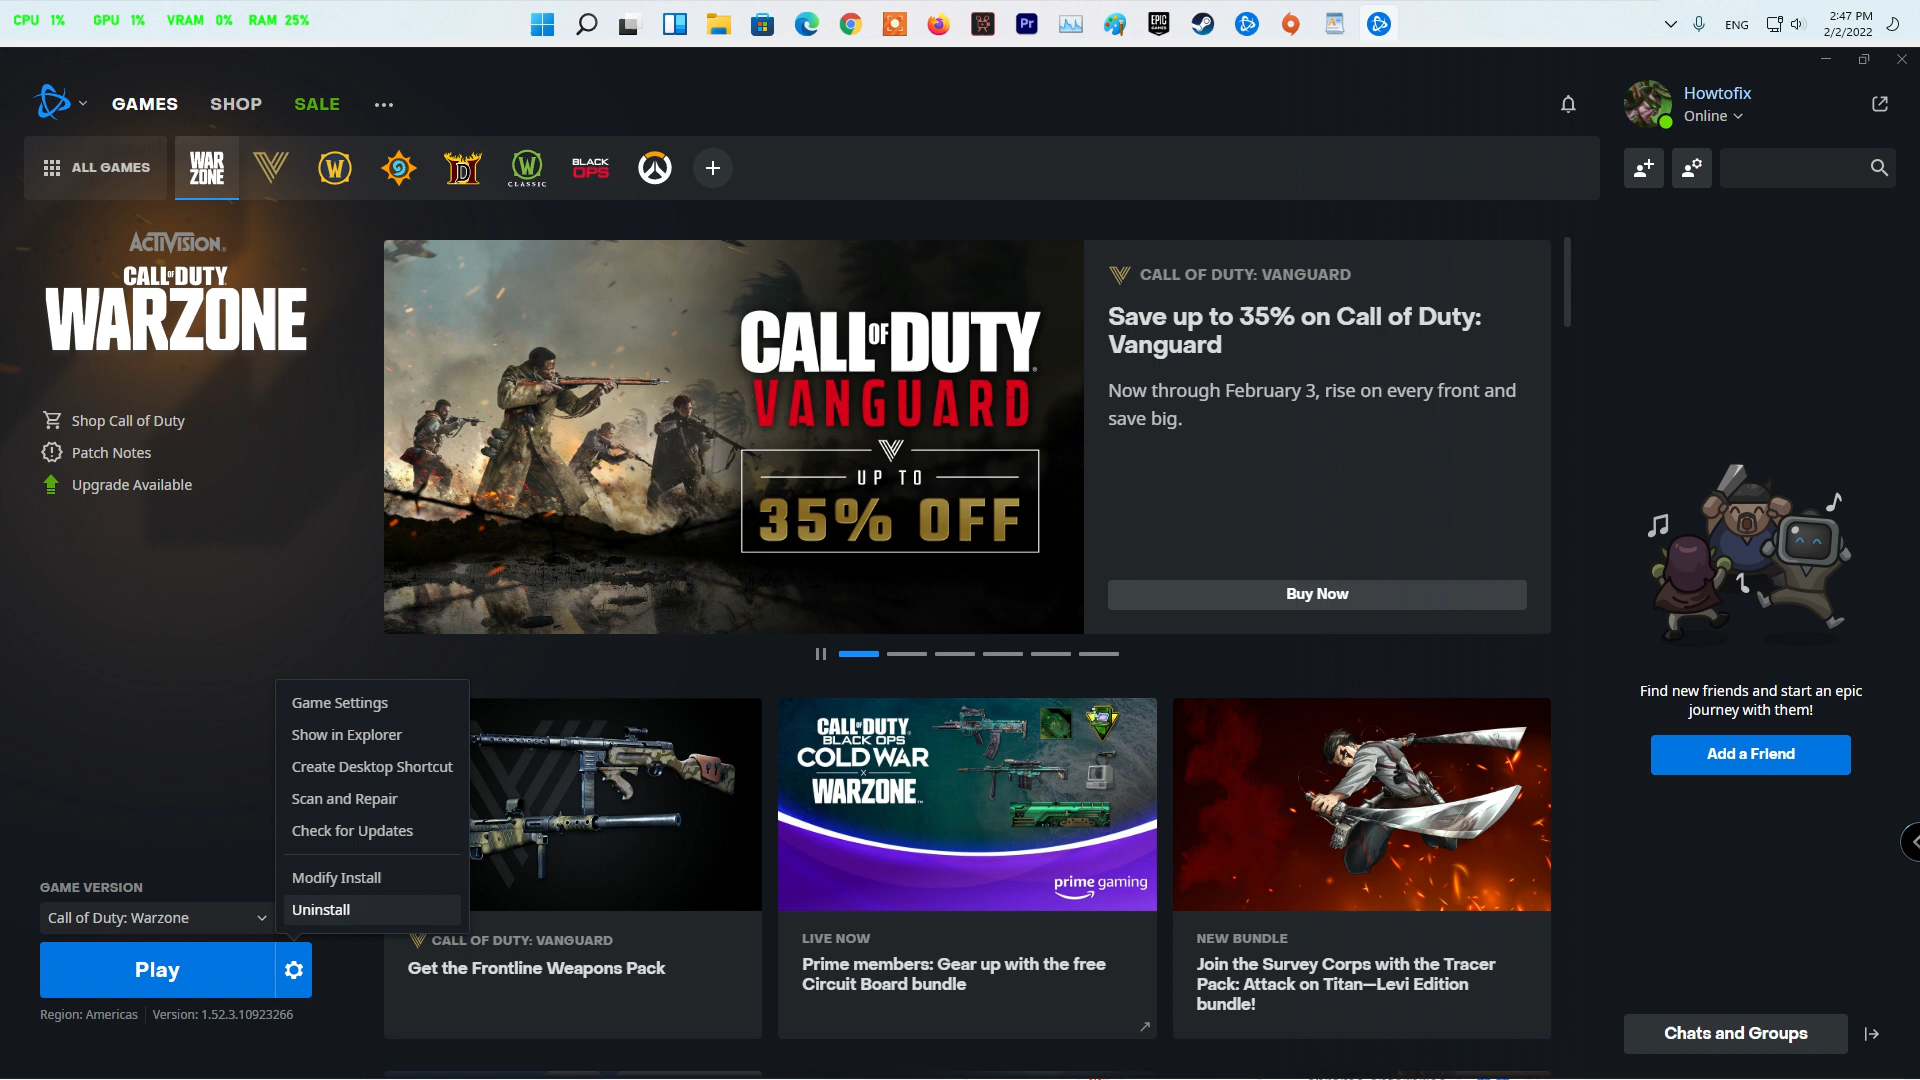 CPU 1% GPU 1% VRAM 0% RAM 25%
Pr
EPIC GAMES
ENG
2:47 PM
2/2/2022
GAMES SHOP SALE
Howtofix
Online
ALL GAMES
WAR
ZONE
W
W
CLASSIC
BLACK
OPS
ACTIVISION
CALL OF DUTY
WARZONE
Shop Call of Duty
Patch Notes
Upgrade Available
CALL OF DUTY
VANGUARD
UP TO
35% OFF
CALL OF DUTY: VANGUARD
Save up to 35% on Call of Duty:
Vanguard
Now through February 3, rise on every front and
save big.
Buy Now
Find new friends and start an epic
journey with them!
Add a Friend
Game Settings
Show in Explorer
Create Desktop Shortcut
Scan and Repair
Check for Updates
Modify Install
Uninstall
GAME VERSION
Call of Duty: Warzone
Play
Region: Americas Version: 1.52.3.10923266
CALL OF DUTY: VANGUARD
Get the Frontline Weapons Pack
CALL OF DUTY
BLACK OPS
COLD WAR
X
WARZONE
prime gaming
LIVE NOW
Prime members: Gear up with the free
Circuit Board bundle
NEW BUNDLE
Join the Survey Corps with the Tracer
Pack: Attack on Titan—Levi Edition
bundle!
Chats and Groups